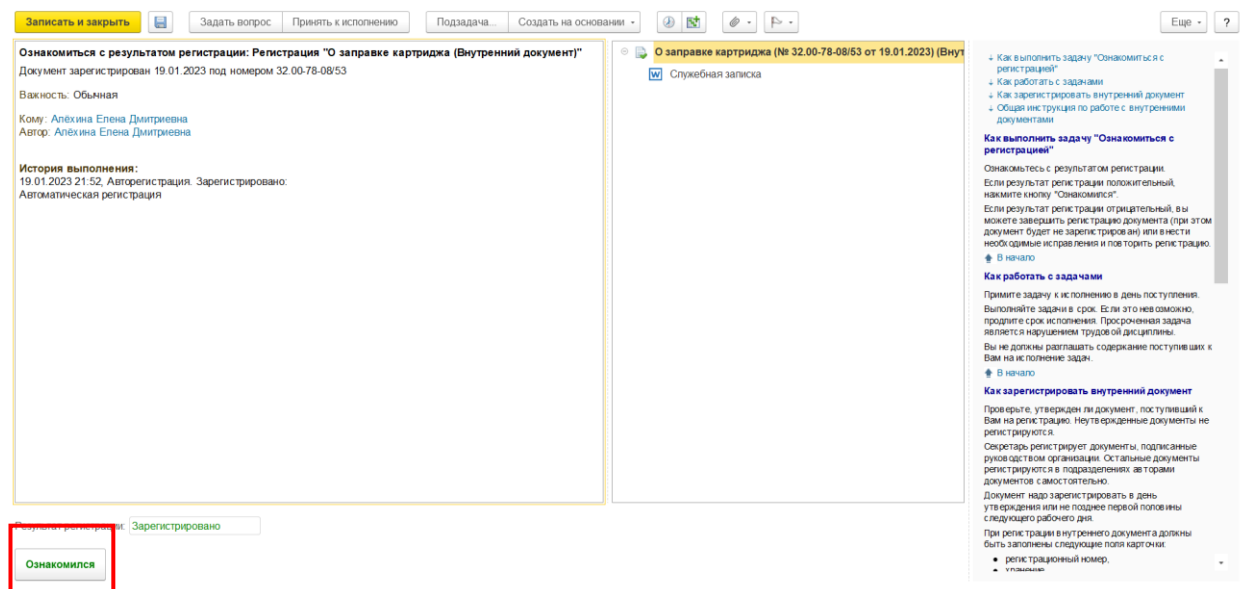 Записать и закрыть Задать вопрос Принять к исполнению Подзадача... Создать на основании Еще ?
Ознакомиться с результатом регистрации: Регистрация "О заправке картриджа (Внутренний документ)"
Документ зарегистрирован 19.01.2023 под номером 32.00-78-08/53
Важность: Обычная
Кому: Алёхина Елена Дмитриевна
Автор: Алёхина Елена Дмитриевна
История выполнения:
19.01.2023 21:52, Авторегистрация. Зарегистрировано:
Автоматическая регистрация
Результат регистрации: Зарегистрировано
Ознакомился
О заправке картриджа (№ 32.00-78-08/53 от 19.01.2023) (Внут
W Служебная записка
Как выполнить задачу "Ознакомиться с
регистрацией"
Как работать с задачами
Как зарегистрировать внутренний документ
Общая инструкция по работе с внутренними
документами
Как выполнить задачу "Ознакомиться с
регистрацией"
Ознакомьтесь с результатом регистрации.
Если результат регистрации положительный,
нажмите кнопку "Ознакомился".
Если результат регистрации отрицательный, вы
можете завершить регистрацию документа (при этом
документ будет не зарегистрирован) или внести
необходимые исправления и повторить регистрацию.
В начало
Как работать с задачами
Примите задачу к исполнению в день поступления.
Выполняйте задачи в срок. Если это невозможно,
продлите срок исполнения. Просроченная задача
является нарушением трудовой дисциплины.
Вы не должны разглашать содержание поступивших к
Вам на исполнение задач.
В начало
Как зарегистрировать внутренний документ
Проверьте, утвержден ли документ, поступивший к
Вам на регистрацию. Неутвержденные документы не
регистрируются.
Секретарь регистрирует документы, подписанные
руководством организации. Остальные документы
регистрируются в подразделениях авторами
документов самостоятельно.
Документ надо зарегистрировать в день
утверждения или не позднее первой половины
следующего рабочего дня.
При регистрации внутреннего документа должны
быть заполнены следующие поля карточки:
• регистрационный номер,
• хранение